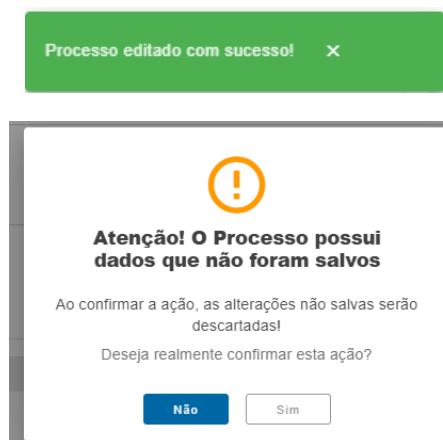 Processo editado com sucesso! ×
Atenção! O Processo possui
dados que não foram salvos
Ao confirmar a ação, as alterações não salvas serão
descartadas!
Deseja realmente confirmar esta ação?
Não Sim